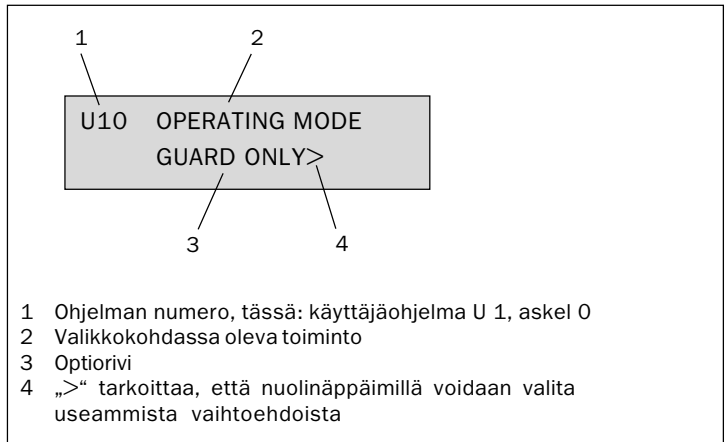 1 2
U10 OPERATING MODE
GUARD ONLY>
3 4
1 Ohjelman numero, tässä: käyttäjäohjelma U 1, askel 0
2 Valikkokohdassa oleva toiminto
3 Optiorivi
4 „>“ tarkoittaa, että nuolinäppäimillä voidaan valita
useammista vaihtoehdoista